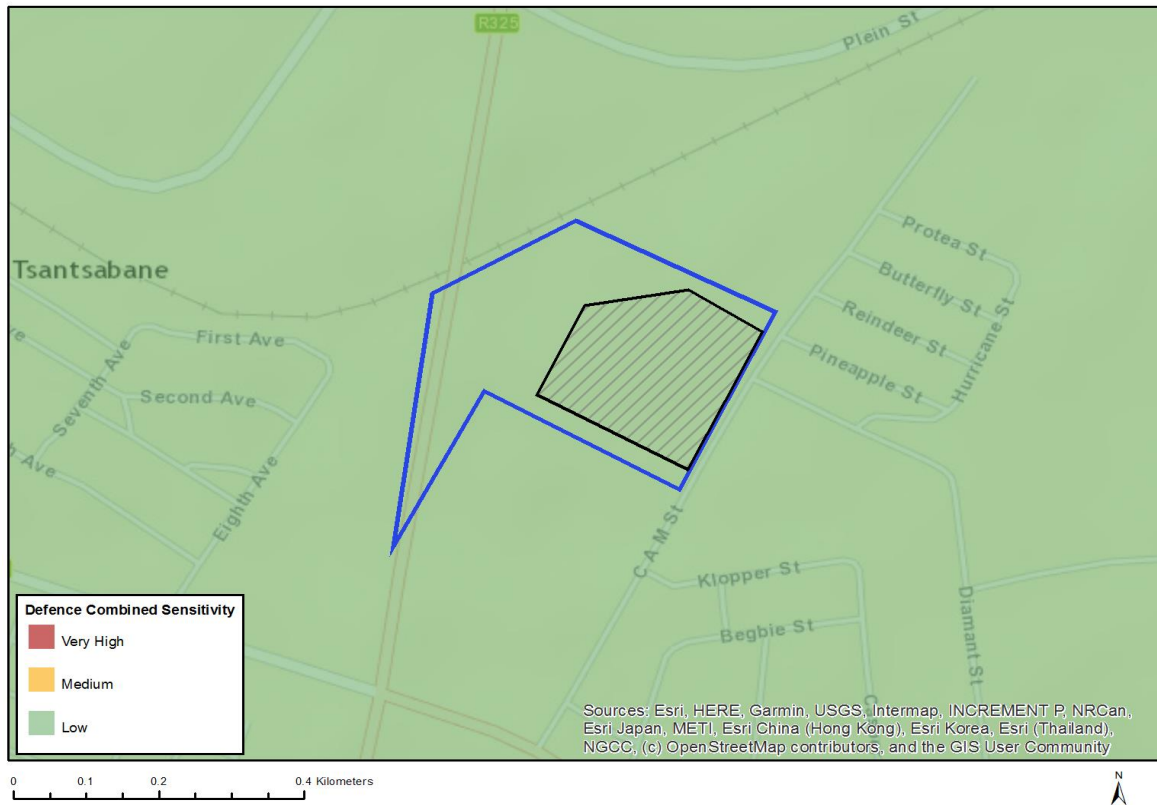 R325
Plein St
Tsantsabane
Protea St
Butterfly St
Reindeer St
Pineapple St
Hurricane St
First Ave
Second Ave
Seventh Ave
Eighth Ave
Ave
C A M St
Klopper St
Begbie St
Diamant St
Defence Combined Sensitivity
Very High
Medium
Low
Sources: Esri, HERE, Garmin, USGS, Intermap, INCREMENT P, NRCan,
Esri Japan, METI, Esri China (Hong Kong), Esri Korea, Esri (Thailand),
NGCC, (c) OpenStreetMap contributors, and the GIS User Community
0 0.1 0.2 0.4 Kilometers
N